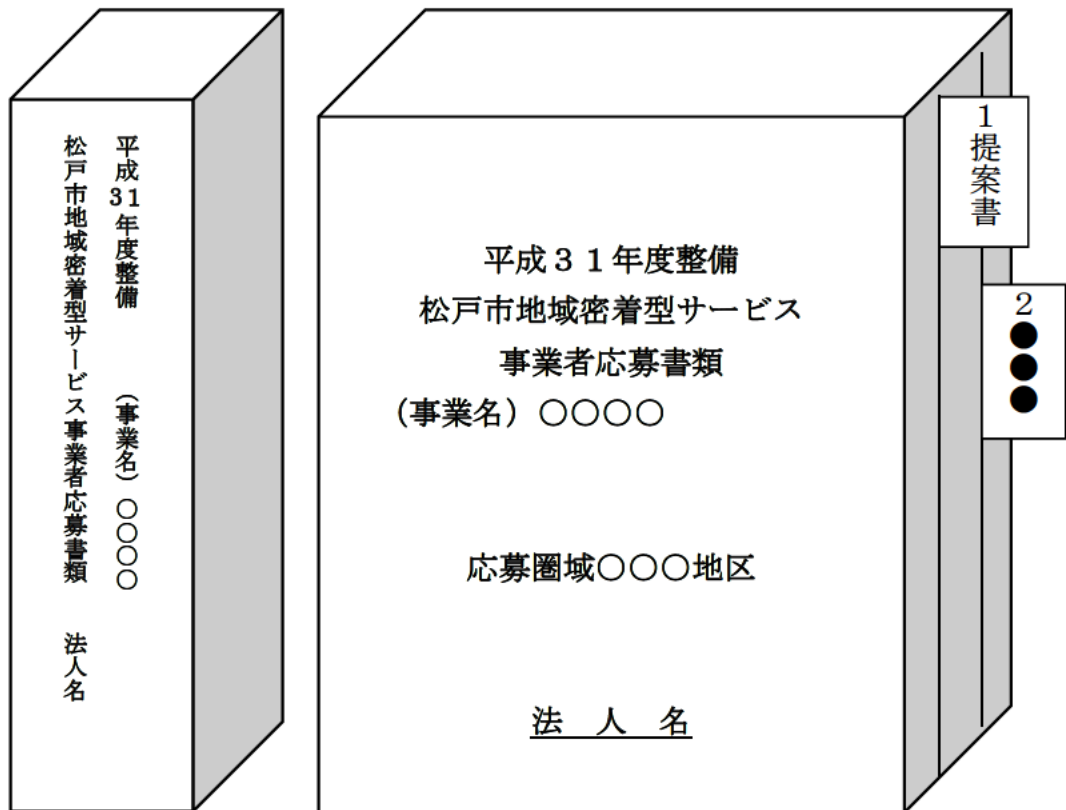 平成31年度整備　（事業名）○○○○
松戸市地域密着型サービス事業者応募書類　法人名
平成３１年度整備
松戸市地域密着型サービス
事業者応募書類
（事業名）○○○○
応募圏域○○○地区
法　人　名
１提案書
２●●●